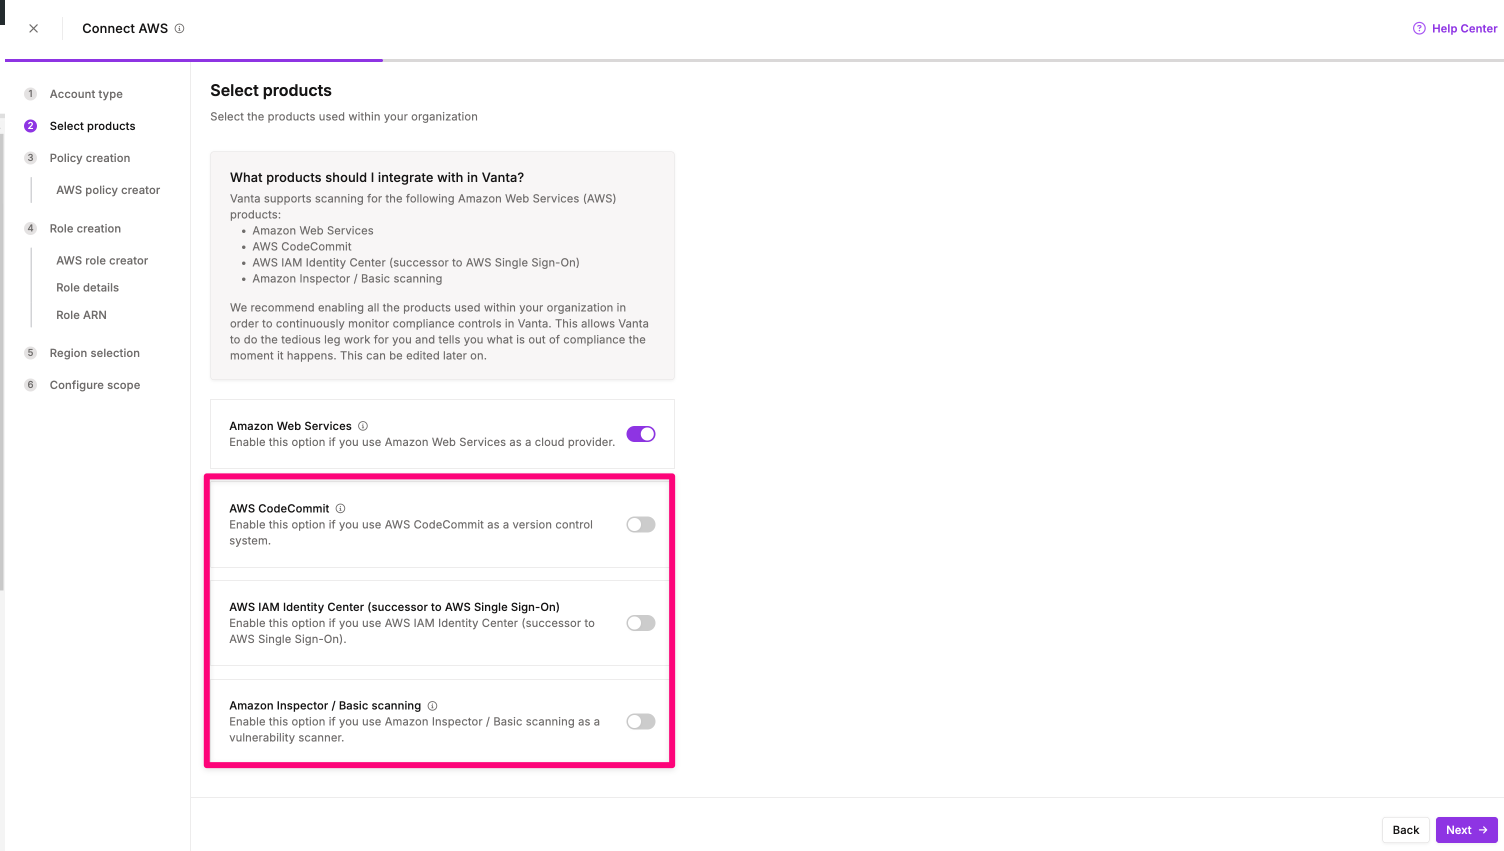 Connect AWS
Help Center
1 Account type
2 Select products
3 Policy creation
AWS policy creator
4 Role creation
AWS role creator
Role details
Role ARN
5 Region selection
6 Configure scope
Select products
Select the products used within your organization
What products should I integrate with in Vanta?
Vanta supports scanning for the following Amazon Web Services (AWS)
products:
• Amazon Web Services
• AWS CodeCommit
• AWS IAM Identity Center (successor to AWS Single Sign-On)
• Amazon Inspector / Basic scanning
We recommend enabling all the products used within your organization in
order to continuously monitor compliance controls in Vanta. This allows Vanta
to do the tedious leg work for you and tells you what is out of compliance the
moment it happens. This can be edited later on.
Amazon Web Services
Enable this option if you use Amazon Web Services as a cloud provider.
AWS CodeCommit
Enable this option if you use AWS CodeCommit as a version control
system.
AWS IAM Identity Center (successor to AWS Single Sign-On)
Enable this option if you use AWS IAM Identity Center (successor to
AWS Single Sign-On).
Amazon Inspector / Basic scanning
Enable this option if you use Amazon Inspector / Basic scanning as a
vulnerability scanner.
Back
Next →